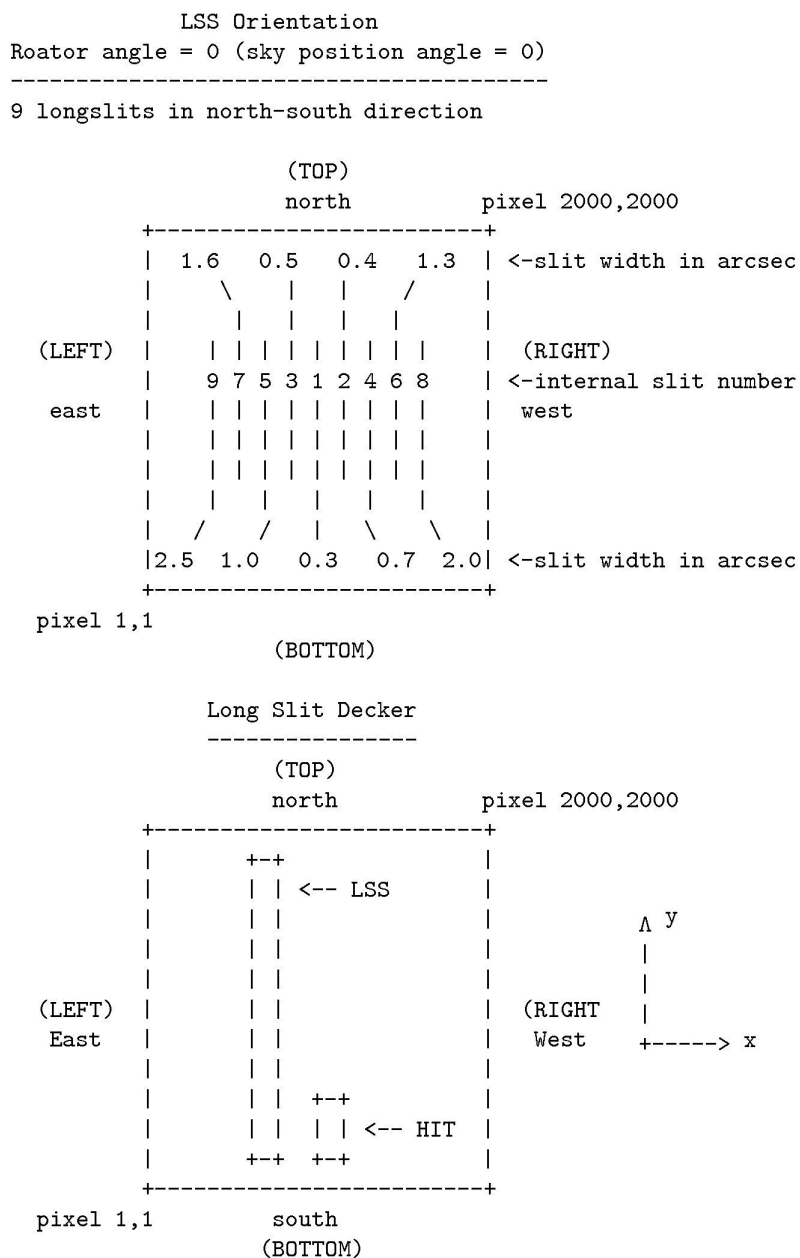 LSS Orientation
Roator angle = 0 (sky position angle = 0)
-----------------------------------------
9 longslits in north-south direction
(TOP)
north           pixel 2000,2000
+-------------------------+
|  1.6   0.5   0.4   1.3  | <-slit width in arcsec
|     \    |   |    /     |
|      |   |   |   |      |
(LEFT)  |    | | | | | | | | |    |  (RIGHT)
|    9 7 5 3 1 2 4 6 8    | <-internal slit number
east   |    | | | | | | | | |    |  west
|    | | | | | | | | |    |
|    | | | | | | | | |    |
|    |   |   |   |   |    |
|   /    /   |    \    \   |
|2.5  1.0   0.3   0.7  2.0| <-slit width in arcsec
+-------------------------+
pixel 1,1
(BOTTOM)
Long Slit Decker
----------------
(TOP)
north           pixel 2000,2000
+-------------------------+
|       +-+               |
|       | | <-- LSS       |
|       | |               | Λ y
|       | |               | |
|       | |               | |
(LEFT)  |       | |               |  (RIGHT  |
East   |       | |               |   West   +-----> x
|       | |               |
|       | |  +-+          |
|       | |  | | <-- HIT  |
|       +-+  +-+          |
+-------------------------+
pixel 1,1         south
(BOTTOM)